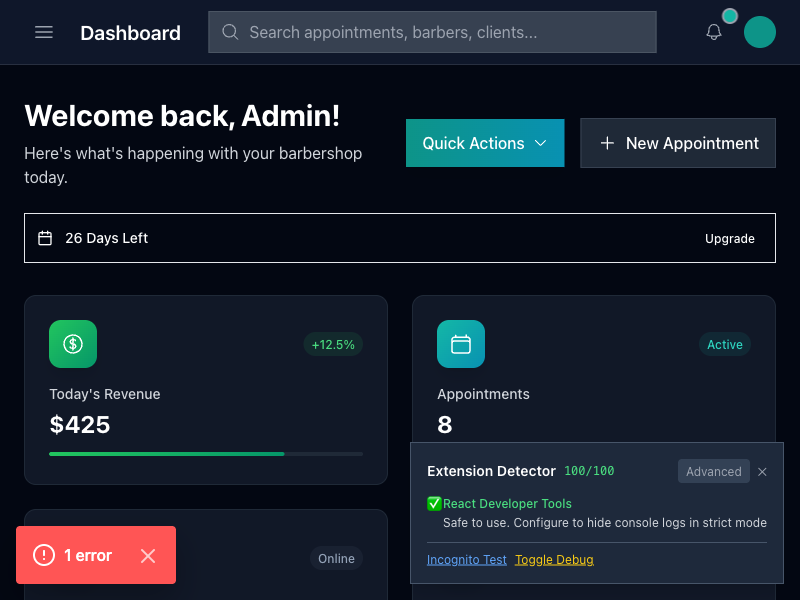 Dashboard
Search appointments, barbers, clients...
Welcome back, Admin!
Here's what's happening with your barbershop
today.
Quick Actions
New Appointment
26 Days Left
Upgrade
+12.5%
Today's Revenue
$425
Active
Appointments
8
Extension Detector 100/100
Advanced
✅React Developer Tools
Safe to use. Configure to hide console logs in strict mode
Incognito Test Toggle Debug
1 error
Online